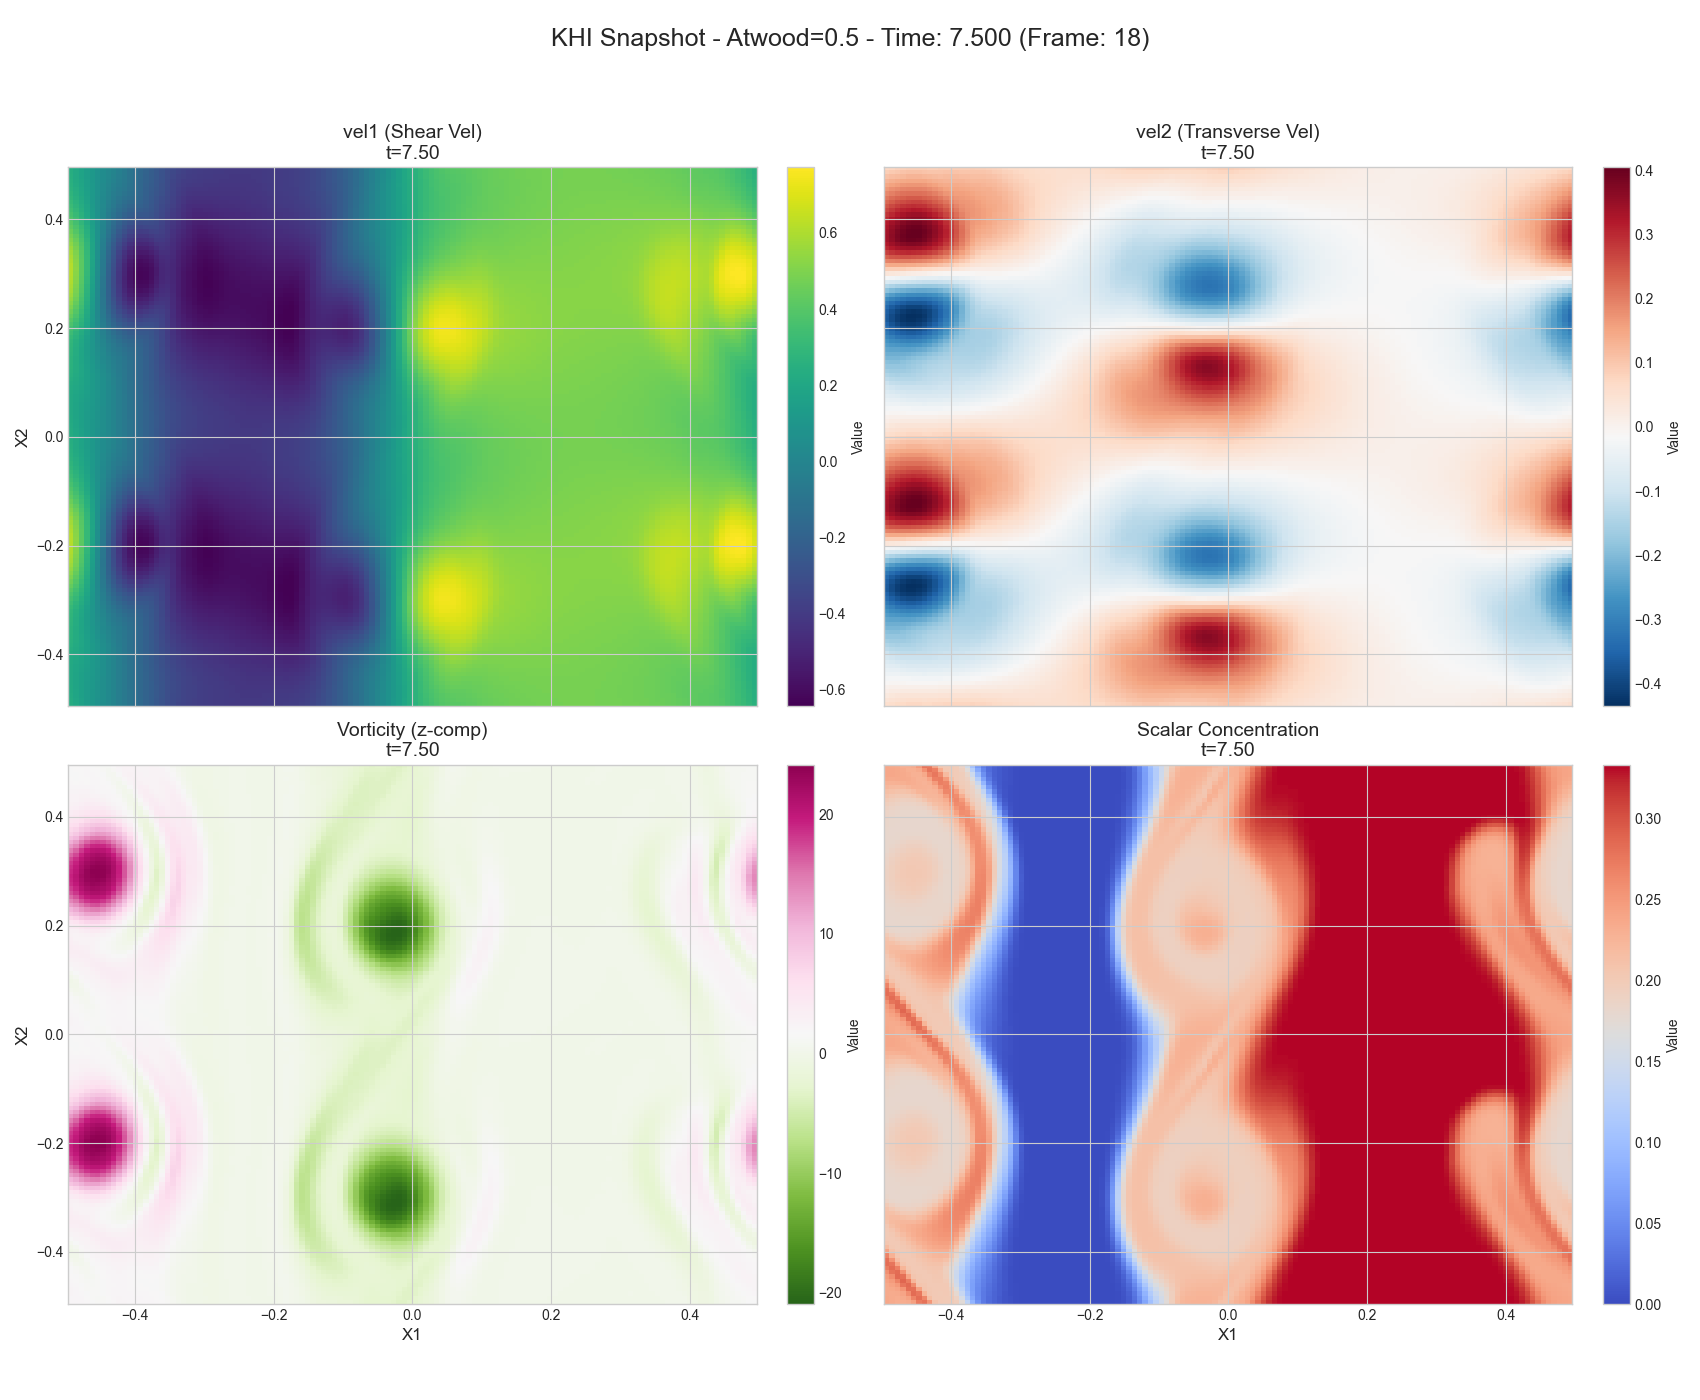 KHI Snapshot - Atwood=0.5 - Time: 7.500 (Frame: 18)
vel1 (Shear Vel)
t=7.50
X2
0.4
0.2
0.0
−0.2
−0.4
0.6
0.4
0.2
0.0
−0.2
−0.4
−0.6
Value
vel2 (Transverse Vel)
t=7.50
0.4
0.3
0.2
0.1
0.0
−0.1
−0.2
−0.3
−0.4
Value
Vorticity (z-comp)
t=7.50
X2
0.4
0.2
0.0
−0.2
−0.4
−0.4
−0.2
0.0
0.2
0.4
X1
20
10
0
−10
−20
Value
Scalar Concentration
t=7.50
−0.4
−0.2
0.0
0.2
0.4
X1
0.30
0.25
0.20
0.15
0.10
0.05
0.00
Value